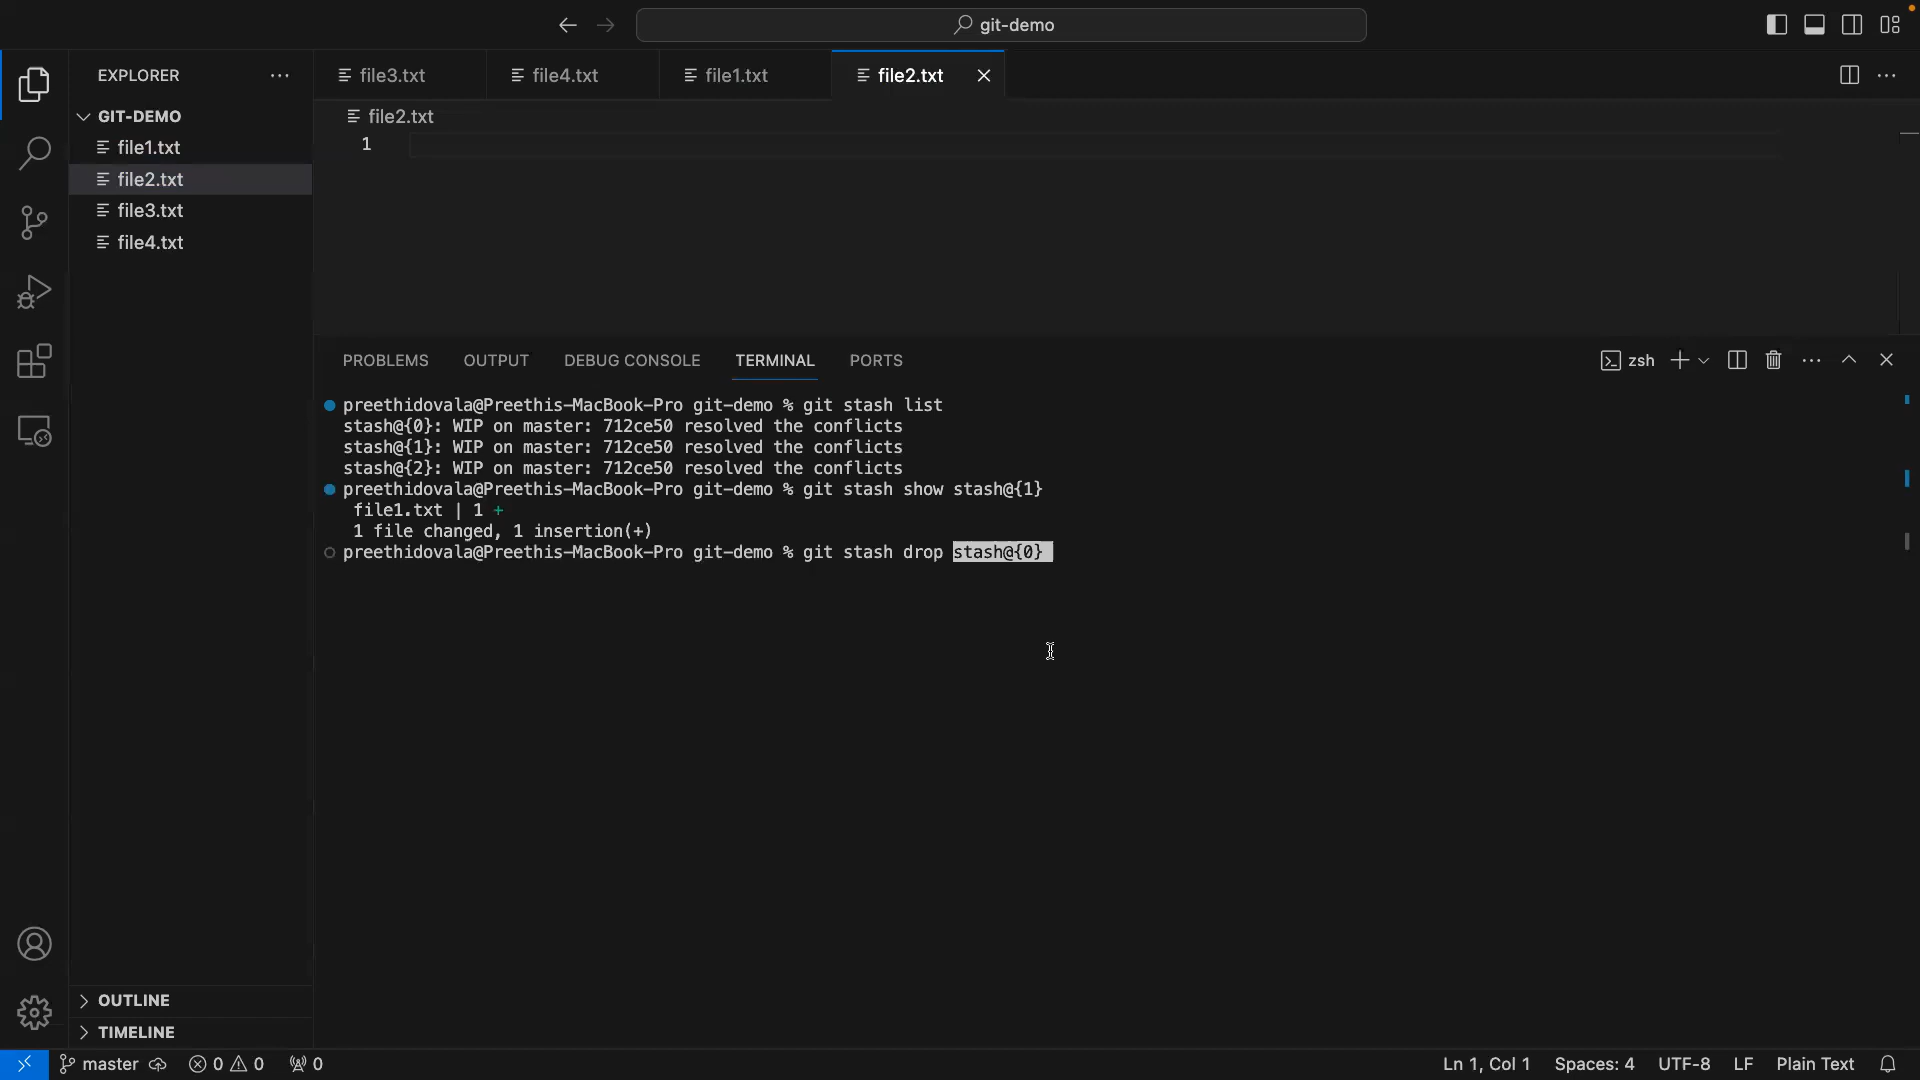 git-demo
EXPLORER
file3.txt
file4.txt
file1.txt
file2.txt
GIT-DEMO
file1.txt
file2.txt
file3.txt
file4.txt
file2.txt
1
PROBLEMS
OUTPUT
DEBUG CONSOLE
TERMINAL
PORTS
zsh
preethidovala@Preethis-MacBook-Pro git-demo % git stash list
stash@{0}: WIP on master: 712ce50 resolved the conflicts
stash@{1}: WIP on master: 712ce50 resolved the conflicts
stash@{2}: WIP on master: 712ce50 resolved the conflicts
preethidovala@Preethis-MacBook-Pro git-demo % git stash show stash@{1}
file1.txt | 1 +
1 file changed, 1 insertion(+)
preethidovala@Preethis-MacBook-Pro git-demo % git stash drop stash@{0}
OUTLINE
TIMELINE
master
0
0
0
Ln 1, Col 1
Spaces: 4
UTF-8
LF
Plain Text